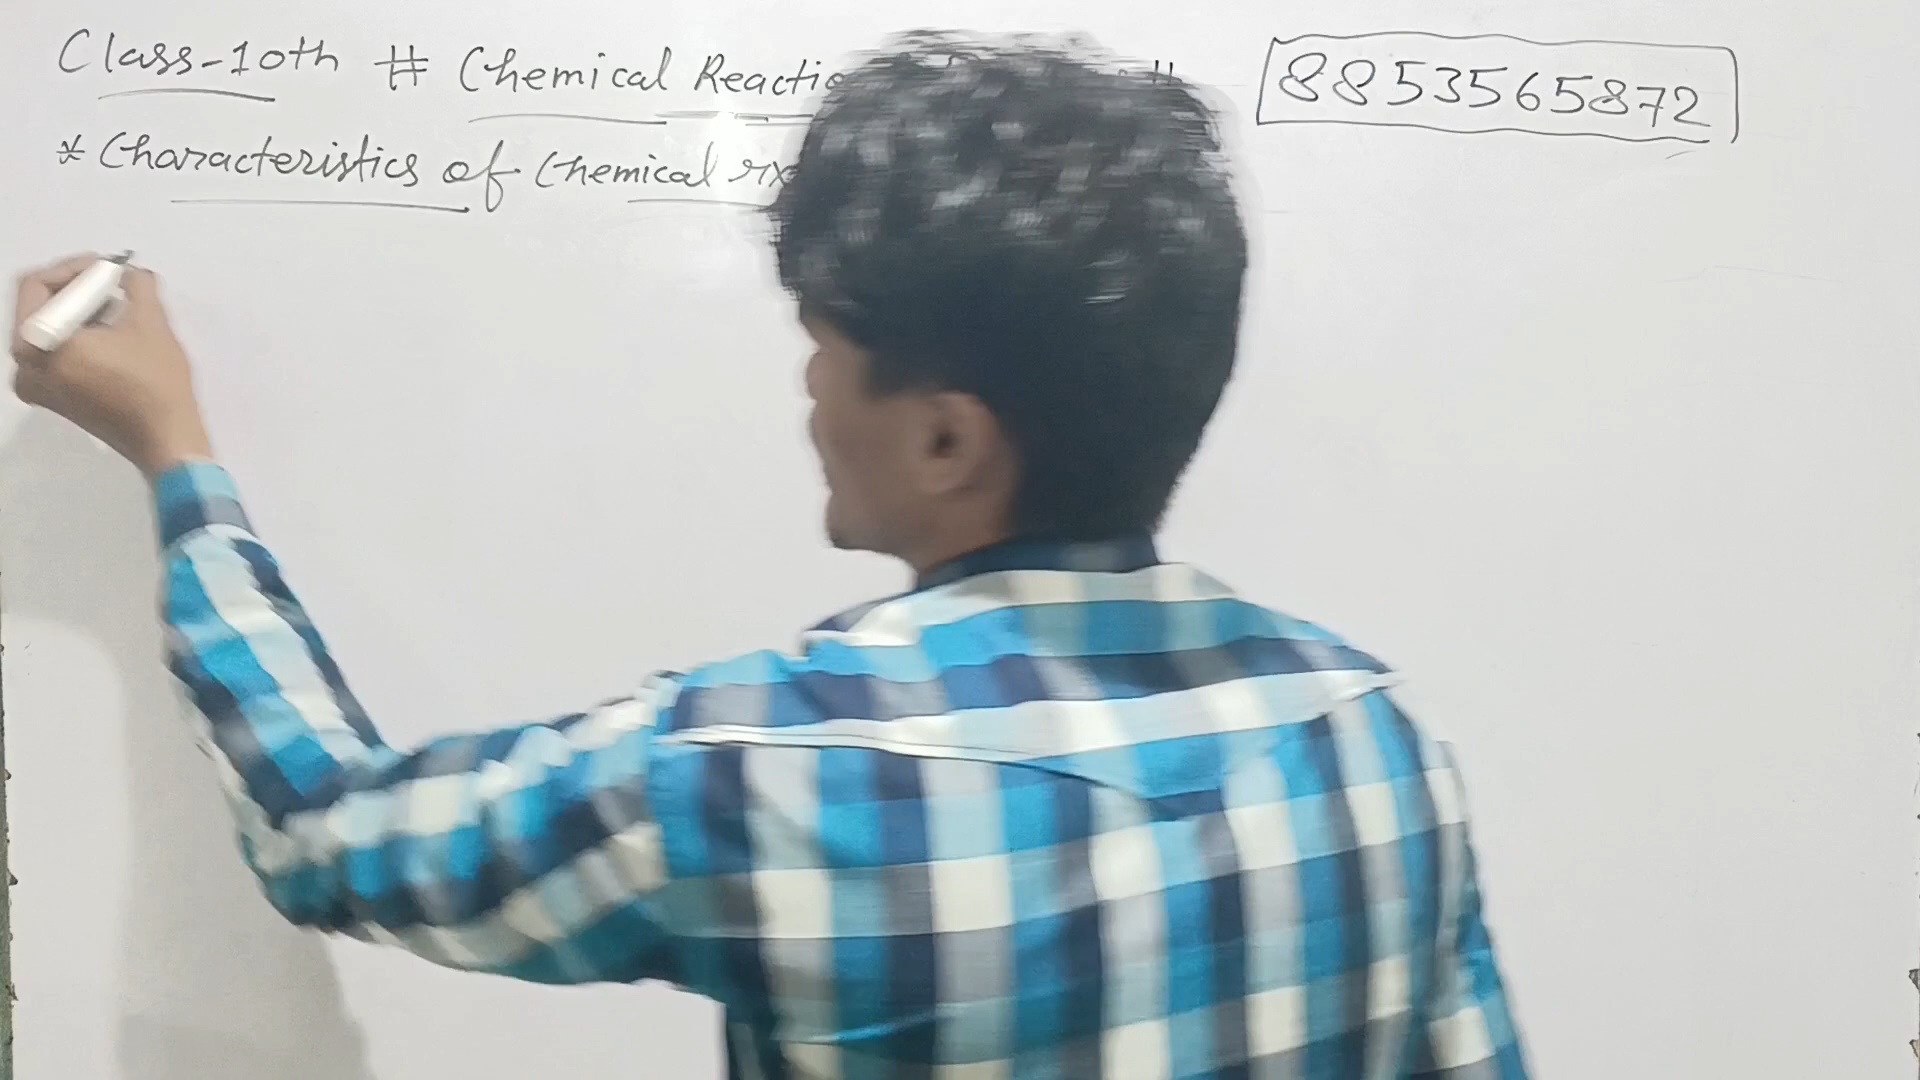 Class-10th # Chemical Reactio #
8853565872
* Characteristics of Chemical rx